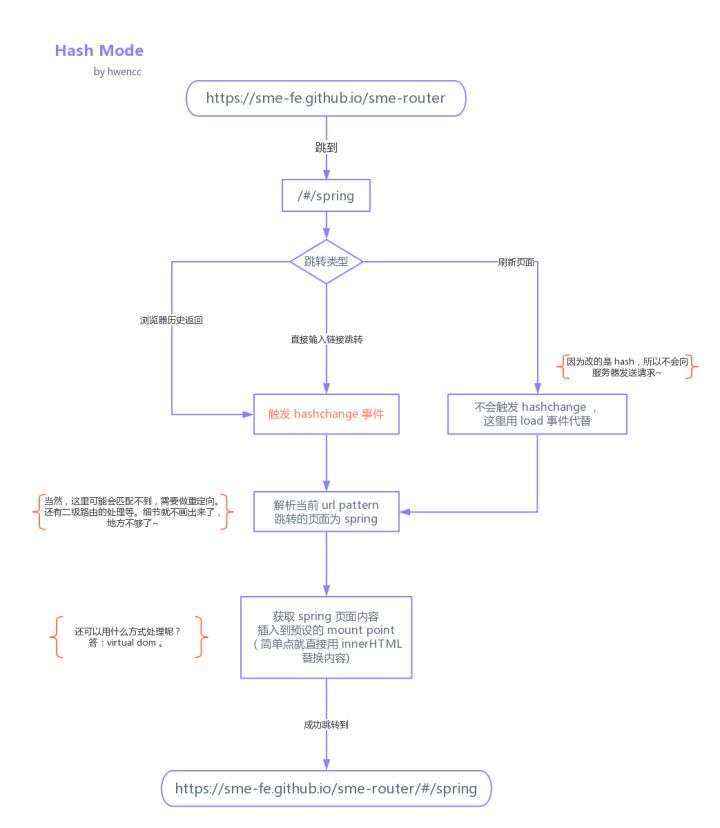 Hash Mode
by hwencc
https://sme-fe.github.io/sme-router
跳到
/#/spring
跳转类型
刷新页面
浏览器历史返回
直接输入链接跳转
因为改的是 hash，所以不会向
服务器发送请求~
触发 hashchange 事件
不会触发 hashchange ，
这里用 load 事件代替
当然，这里可能会匹配不到，需要做重定向。
还有二级路由的处理等。细节就不画出来了，
地方不够了~
解析当前 url pattern
跳转的页面为 spring
还可以用什么方式处理呢？
答：virtual dom 。
获取 spring 页面内容
插入到预设的 mount point
( 简单点就直接用 innerHTML
替换内容)
成功跳转到
https://sme-fe.github.io/sme-router/#/spring